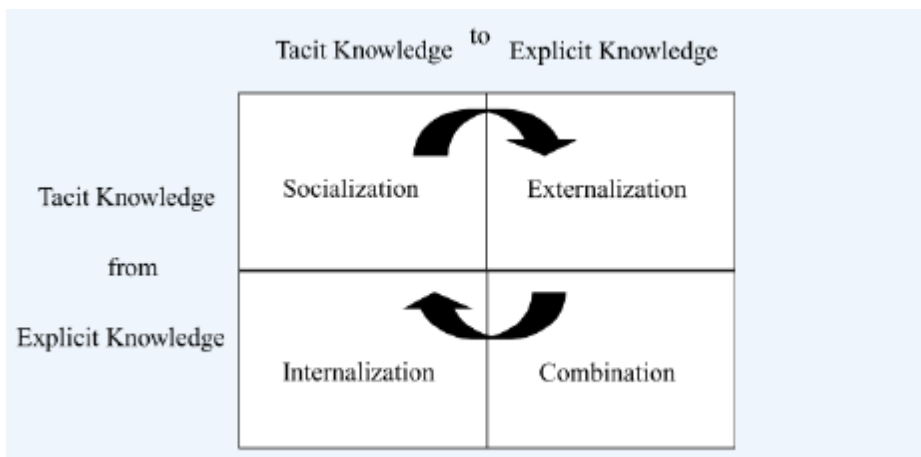 Tacit Knowledge to Explicit Knowledge
Tacit Knowledge
from
Explicit Knowledge
Socialization
Externalization
Internalization
Combination